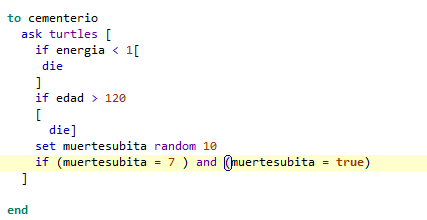 to cementerio
ask turtles [
if energia < 1[
die
]
if edad > 120
[
die]
set muertesubita random 10
if (muertesubita = 7 ) and (muertesubita = true)
]
end